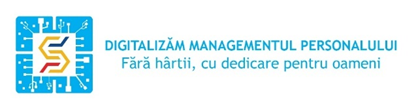 DIGITALIZĂM MANAGEMENTUL PERSONALULUI
Fără hârtii, cu dedicare pentru oameni